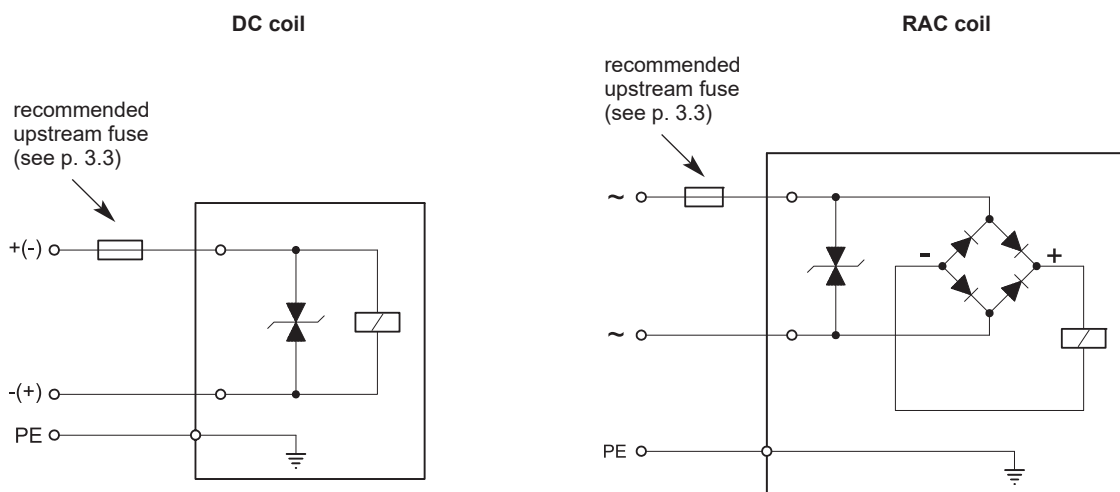 DC coil
recommended
upstream fuse
(see p. 3.3)
+(-)
-(+)
PE
RAC coil
recommended
upstream fuse
(see p. 3.3)
~
- +
~
PE